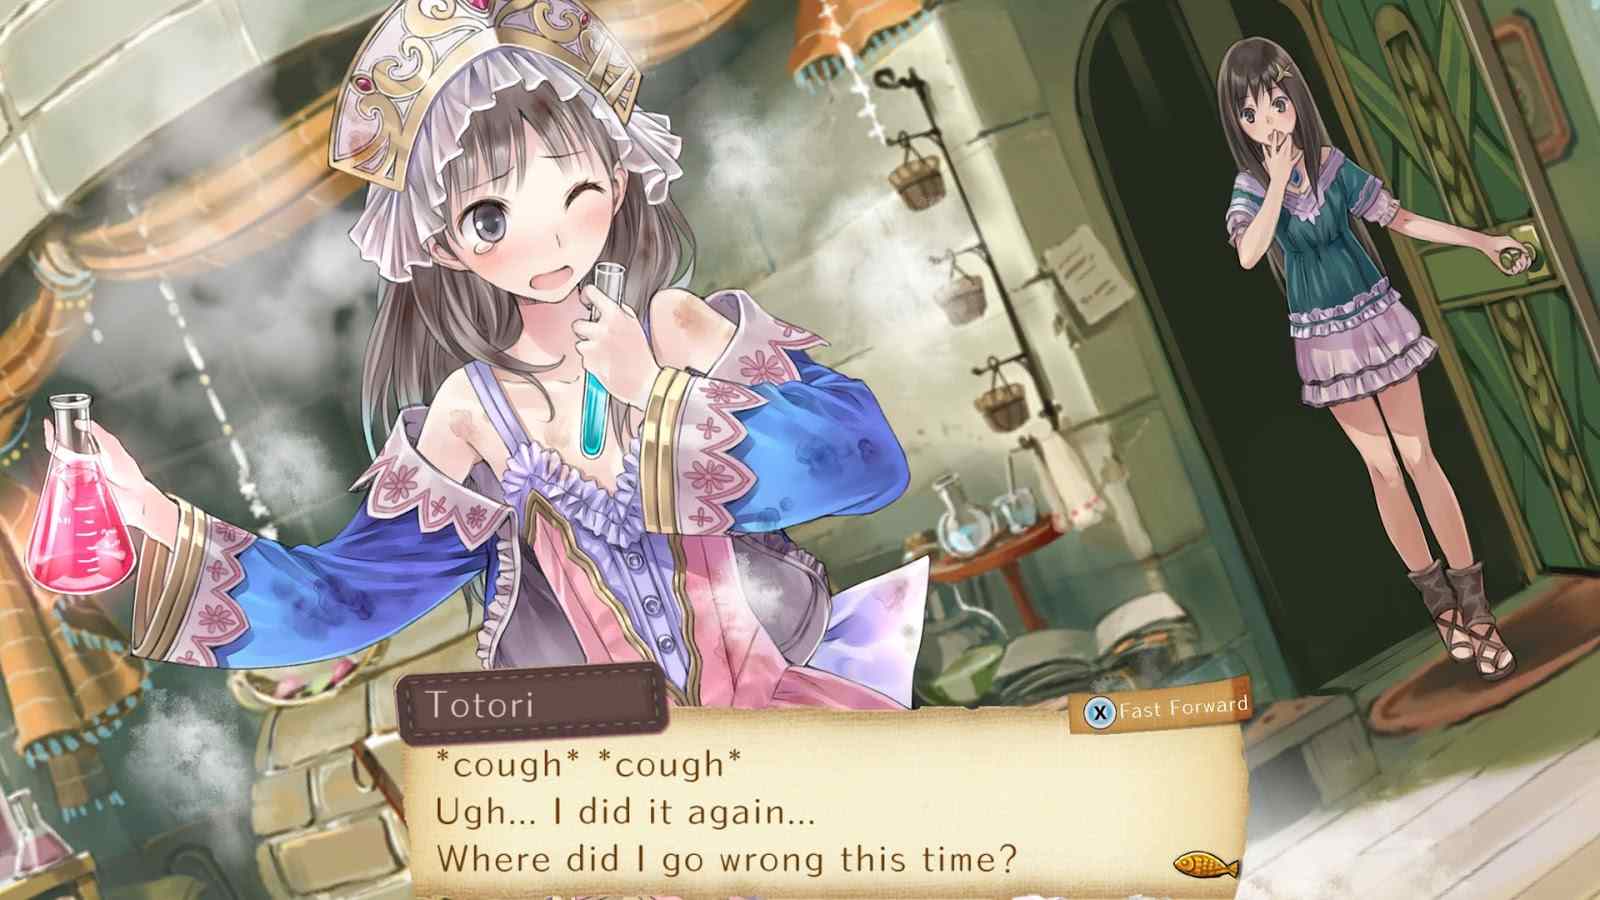 Totori
X Fast Forward
*cough* *cough*
Ugh... I did it again...
Where did I go wrong this time?